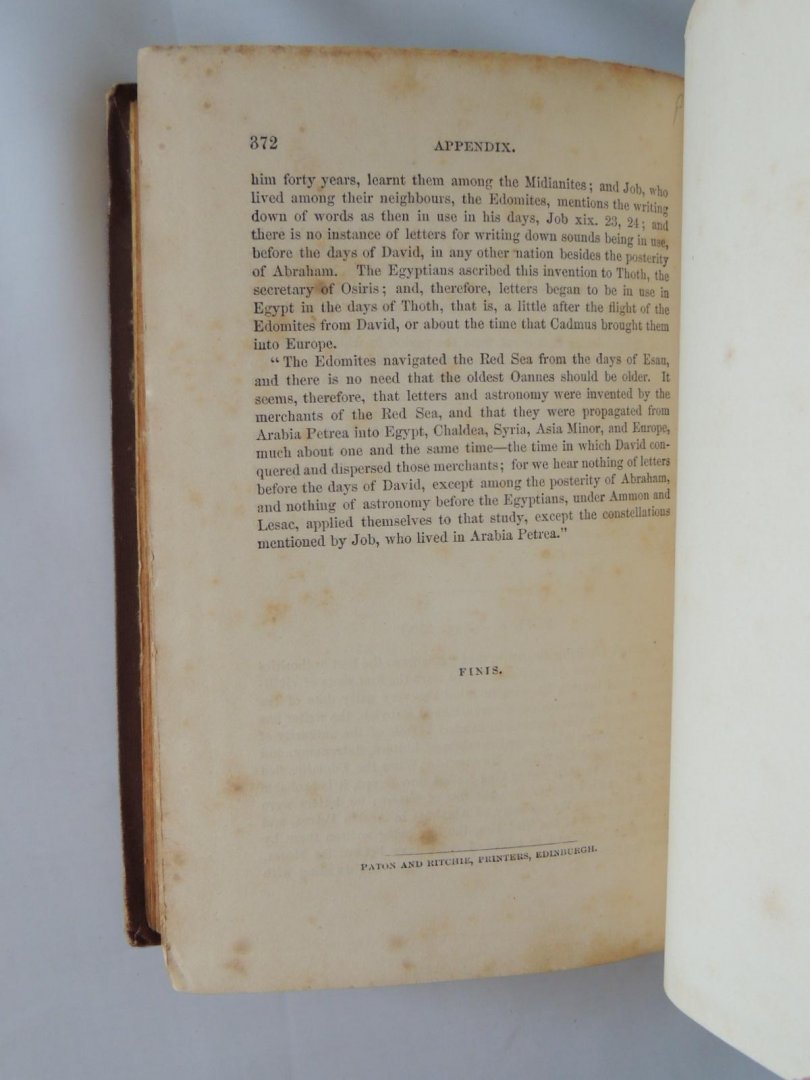 372
APPENDIX.
him forty years, learnt them among the Midianites; and Job, who
lived among their neighbours, the Edomites, mentions the writing
down of words as then in use in his days, Job xix. 23, 24; and
there is no instance of letters for writing down sounds being in use,
before the days of David, in any other nation besides the posterity
of Abraham. The Egyptians ascribed this invention to Thoth, the
secretary of Osiris; and, therefore, letters began to be in use in
Egypt in the days of Thoth, that is, a little after the flight of the
Edomites from David, or about the time that Cadmus brought them
into Europe.
“The Edomites navigated the Red Sea from the days of Esau,
and there is no need that the oldest Oannes should be older. It
seems, therefore, that letters and astronomy were invented by the
merchants of the Red Sea, and that they were propagated from
Arabia Petrea into Egypt, Chaldea, Syria, Asia Minor, and Europe,
much about one and the same time—the time in which David con-
quered and dispersed those merchants; for we hear nothing of letters
before the days of David, except among the posterity of Abraham,
and nothing of astronomy before the Egyptians, under Ammon and
Lesac, applied themselves to that study, except the constellations
mentioned by Job, who lived in Arabia Petrea.”
FINIS.
PATON AND RITCHIE, PRINTERS, EDINBURGH.